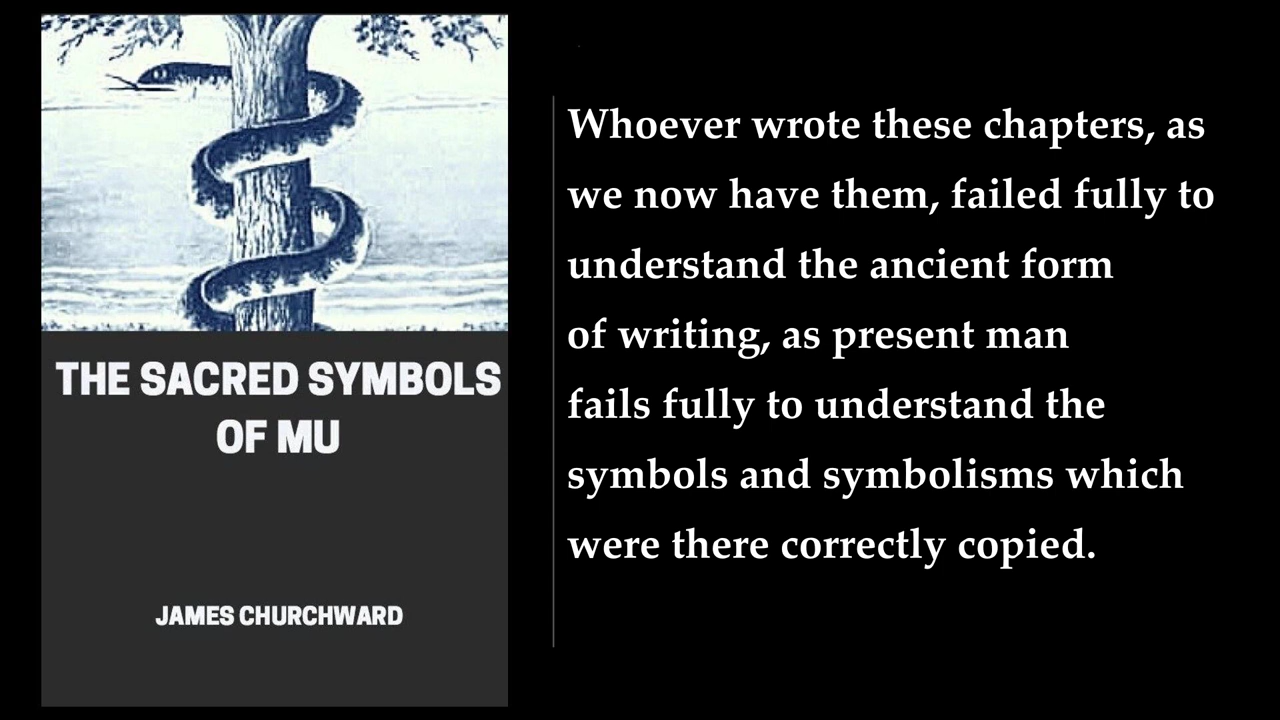 THE SACRED SYMBOLS
OF MU
JAMES CHURCHWARD
Whoever wrote these chapters, as
we now have them, failed fully to
understand the ancient form
of writing, as present man
fails fully to understand the
symbols and symbolisms which
were there correctly copied.